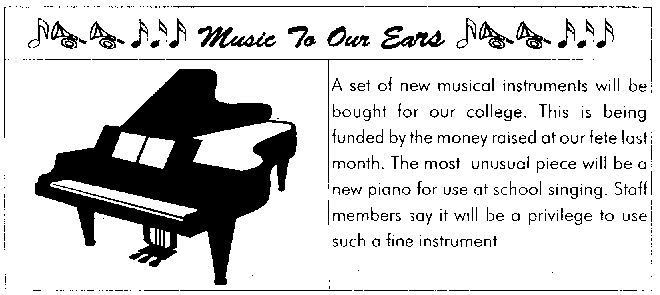 Music To Our Ears
A set of new musical instruments will be
bought for our college. This is being
funded by the money raised at our fete last
month. The most unusual piece will be a
new piano for use at school singing. Staff
members say it will be a privilege to use
such a fine instrument